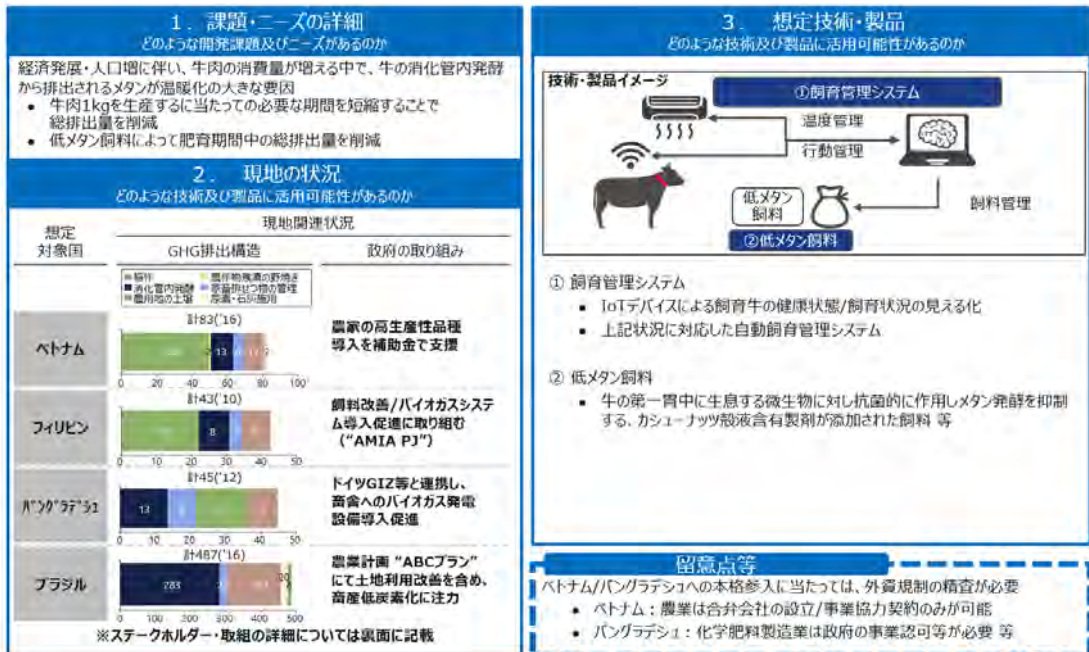 1. 課題・ニーズの詳細
どのような開発課題及びニーズがあるのか
経済発展・人口増に伴い、牛肉の消費量が増える中で、牛の消化管内発酵
から排出されるメタンが温暖化の大きな要因
• 牛肉1kgを生産するに当たっての必要な期間を短縮することで
総排出量を削減
• 低メタン飼料によって肥育期間中の総排出量を削減
2. 現地の状況
どのような技術及び製品に活用可能性があるのか
想定
対象国
現地関連状況
GHG排出構造
政府の取り組み
稲作
農作物残渣の野焼き
消化管内発酵
家畜排せつ物の管理
農用地の土壌
尿素・石灰施用
ベトナム
計83('16)
2
13
0 20 40 60 80 100
農家の高生産性品種
導入を補助金で支援
フィリピン
計43('10)
8
0 10 20 30 40 50
飼料改善/バイオガスシステ
ム導入促進に取り組む
("AMIA PJ")
バングラデシュ
計45('12)
13
0 10 20 30 40 50
ドイツGIZ等と連携し、
畜舎へのバイオガス発電
設備導入促進
ブラジル
計487('16)
283
20
0 100 200 300 400 500
農業計画 "ABCプラン"
にて土地利用改善を含め、
畜産低炭素化に注力
※ステークホルダー・取組の詳細については裏面に記載
3. 想定技術・製品
どのような技術及び製品に活用可能性があるのか
技術・製品イメージ
①飼育管理システム
温度管理
行動管理
低メタン
飼料
飼料管理
②低メタン飼料
① 飼育管理システム
• IoTデバイスによる飼育牛の健康状態/飼育状況の見える化
• 上記状況に対応した自動飼育管理システム
② 低メタン飼料
• 牛の第一胃中に生息する微生物に対し抗菌的に作用しメタン発酵を抑制
する、カシューナッツ殻液含有製剤が添加された飼料 等
留意点等
ベトナム/バングラデシュへの本格参入に当たっては、外資規制の精査が必要
• ベトナム：農業は合弁会社の設立/事業協力契約のみが可能
• バングラデシュ：化学肥料製造業は政府の事業認可等が必要 等